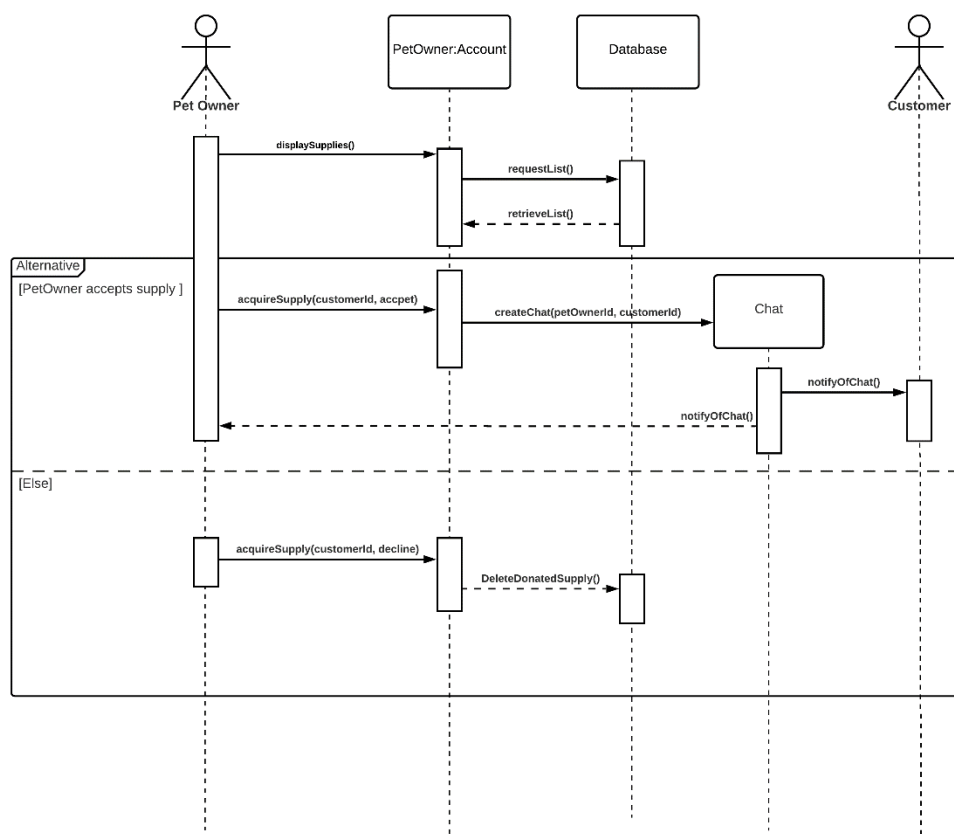 PetOwner:Account
Database
Pet Owner
Customer
displaySupplies()
requestList()
retrieveList()
Alternative
[PetOwner accepts supply ]
acquireSupply(customerId, accpet)
createChat(petOwnerId, customerId)
Chat
notifyOfChat()
notifyOfChat()
[Else]
acquireSupply(customerId, decline)
DeleteDonatedSupply()